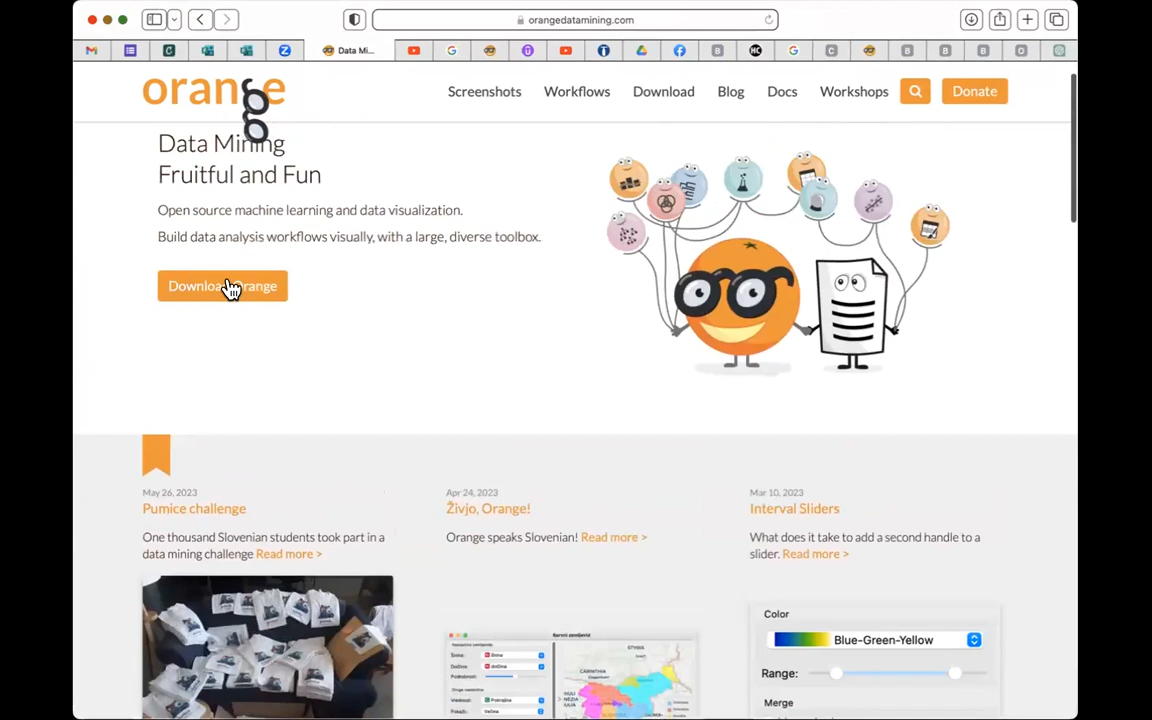 orangedatamining.com
Data Mi...
orange
Screenshots Workflows Download Blog Docs Workshops Donate
Data Mining
Fruitful and Fun
Open source machine learning and data visualization.
Build data analysis workflows visually, with a large, diverse toolbox.
Download Orange
May 26, 2023
Pumice challenge
One thousand Slovenian students took part in a
data mining challenge Read more >
Apr 24, 2023
Živjo, Orange!
Orange speaks Slovenian! Read more >
Mar 10, 2023
Interval Sliders
What does it take to add a second handle to a
slider. Read more >
Color
Blue-Green-Yellow
Range:
Merge